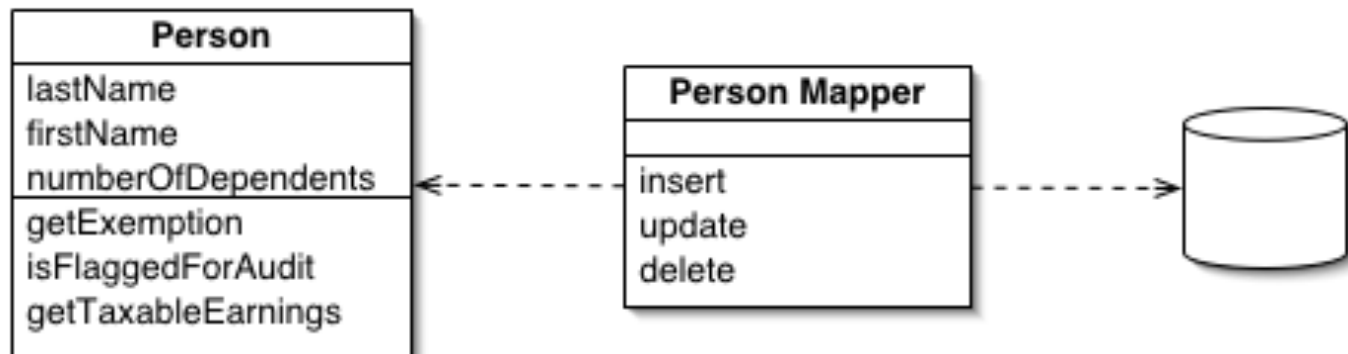 Person
lastName
firstName
numberOfDependents
getExemption
isFlaggedForAudit
getTaxableEarnings
Person Mapper
insert
update
delete